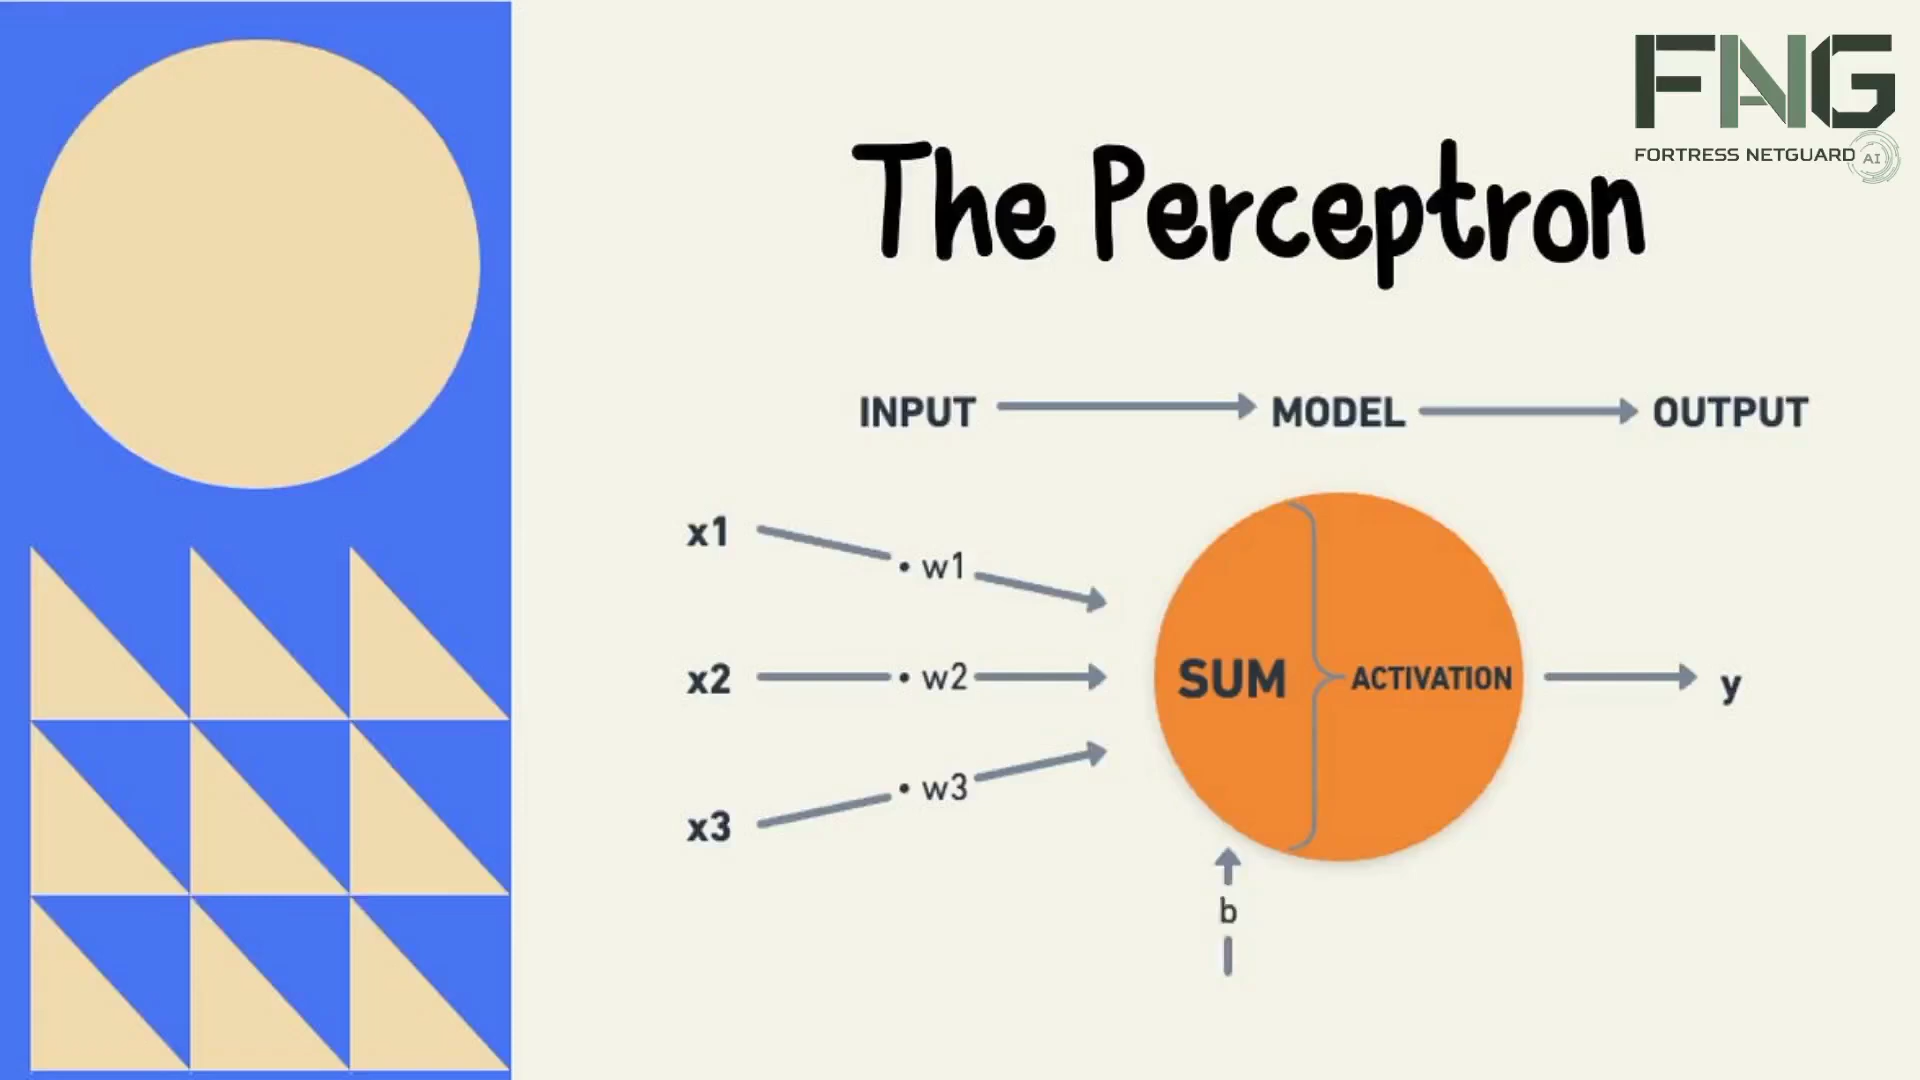 FNG
FORTRESS NETGUARD AI
The Perceptron
INPUT MODEL OUTPUT
x1 • w1
x2 • w2 SUM ACTIVATION y
x3 • w3
b